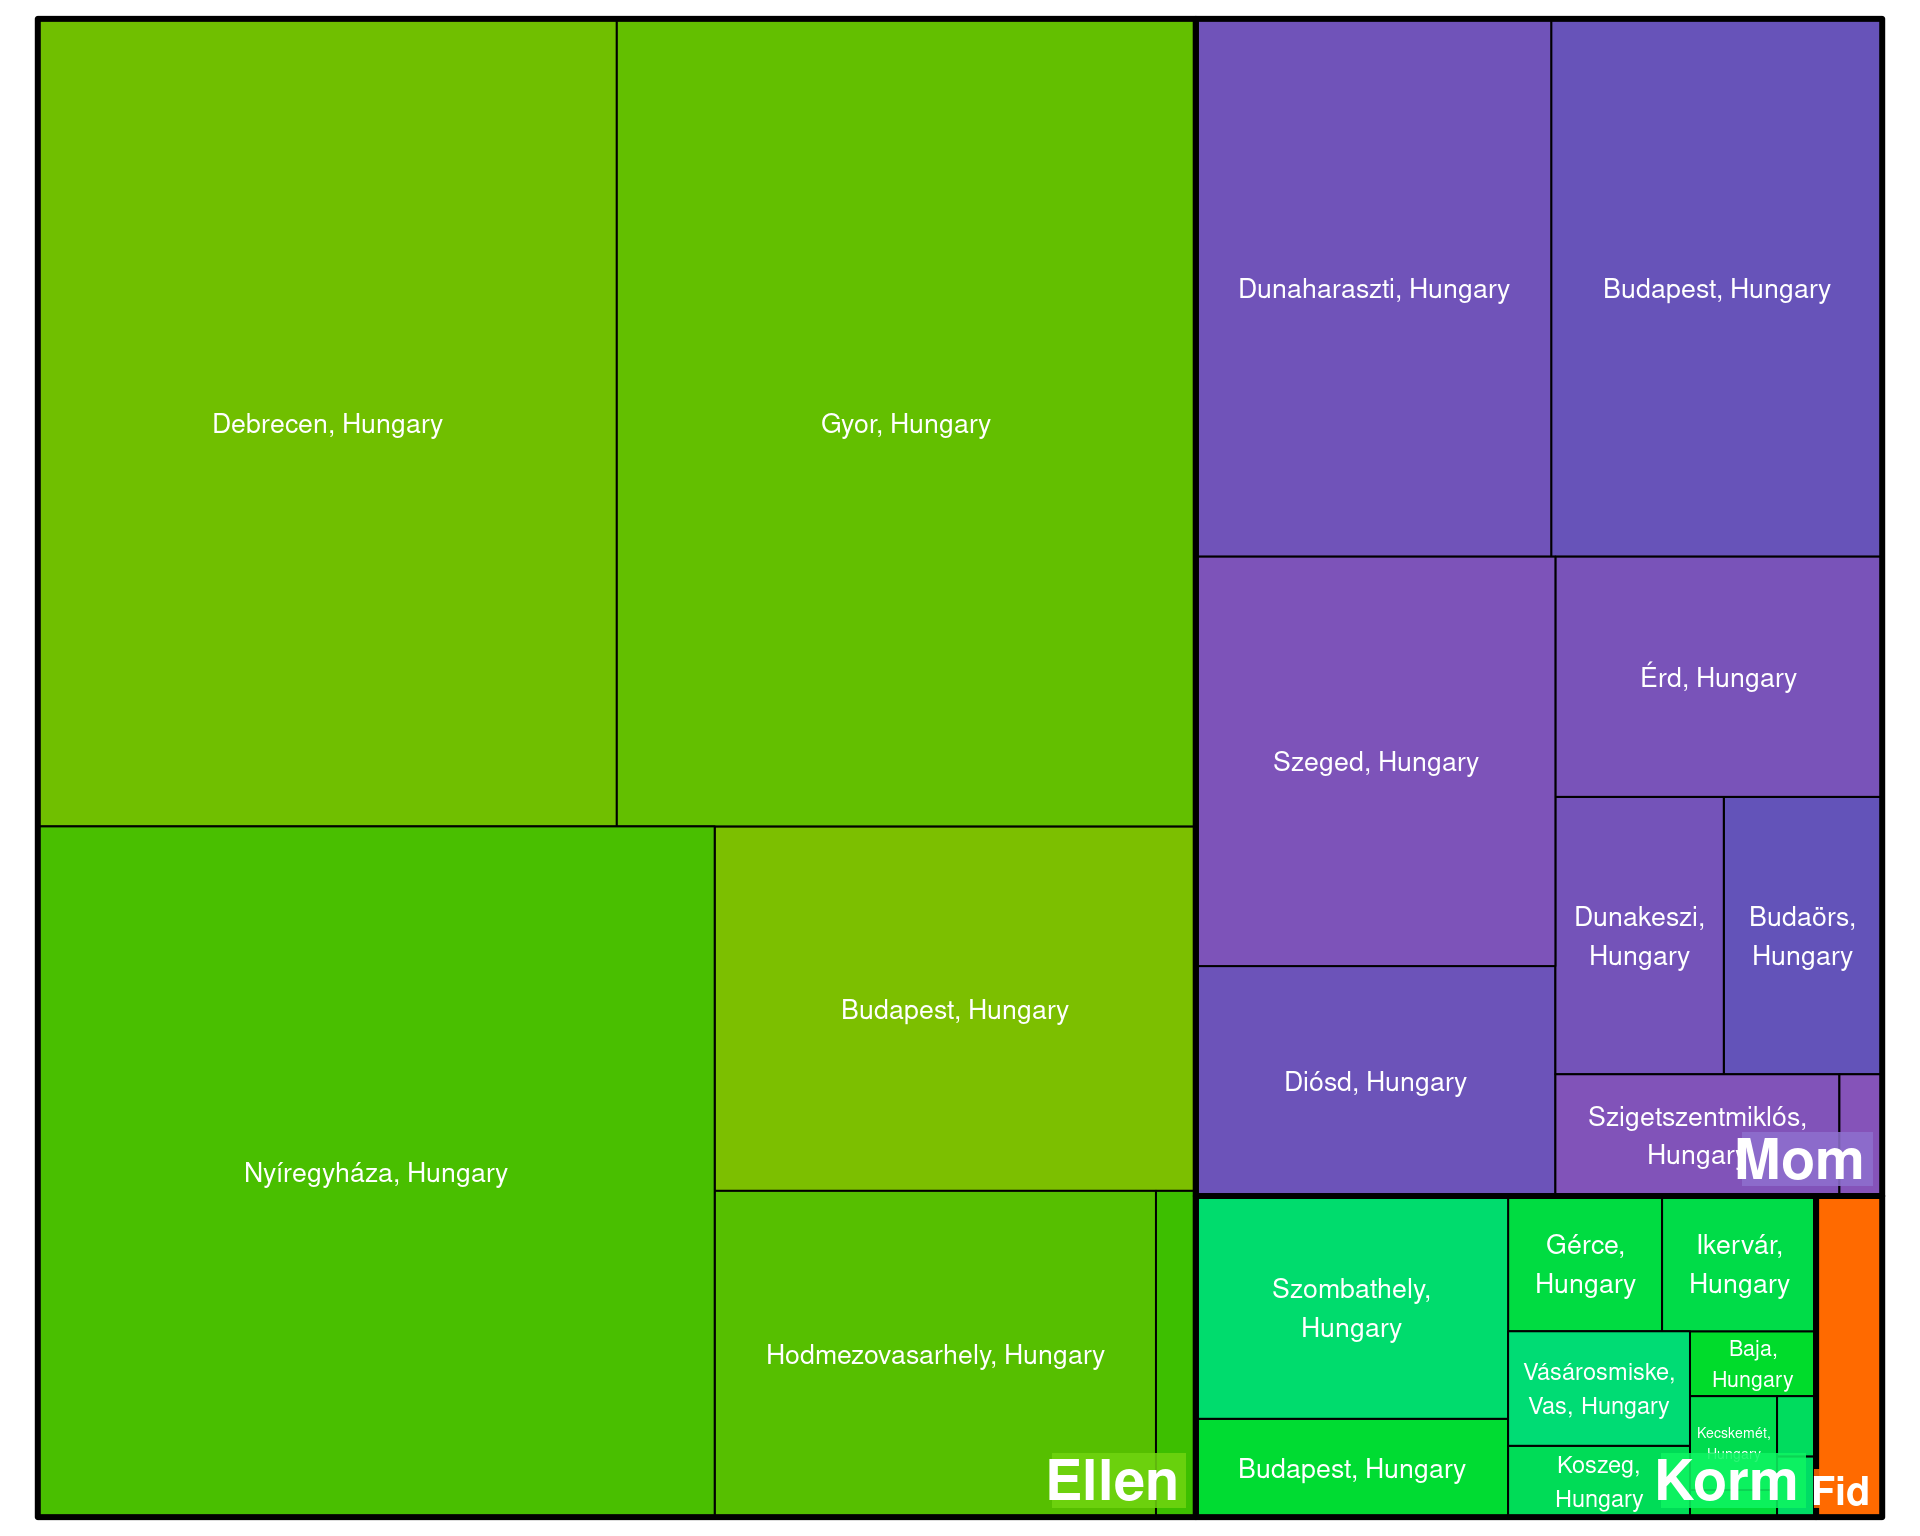 Debrecen, Hungary
Gyor, Hungary
Nyíregyháza, Hungary
Budapest, Hungary
Hodmezovasarhely, Hungary
Ellen
Dunaharaszti, Hungary
Budapest, Hungary
Szeged, Hungary
Érd, Hungary
Dunakeszi,
Hungary
Budaörs,
Hungary
Diósd, Hungary
Szigetszentmiklós,
Hungary
Mom
Szombathely,
Hungary
Gérce,
Hungary
Ikervár,
Hungary
Vásárosmiske,
Vas, Hungary
Baja,
Hungary
Kecskemét,
Hungary
Budapest, Hungary
Koszeg,
Hungary
Korm
Fid